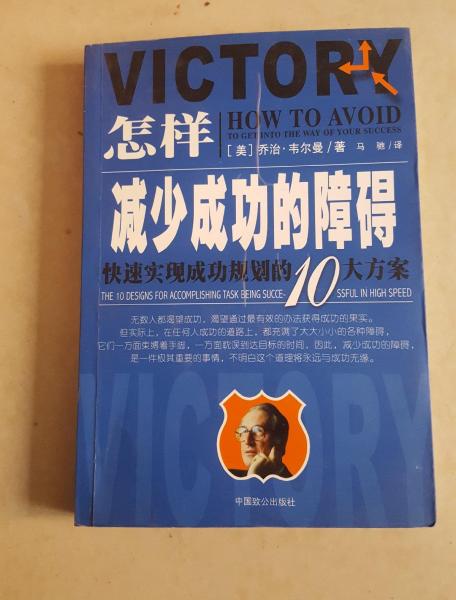 VICTORY
怎样
HOW TO AVOID
TO GET INTO THE WAY OF YOUR SUCCESS
[美]乔治·韦尔曼/著 马驰/译
减少成功的障碍
快速实现成功规划的10大方案
THE 10 DESIGNS FOR ACCOMPLISHING TASK BEING SUCCE-SSFUL IN HIGH SPEED
无数人都渴望成功，渴望通过最有效的办法获得成功的果实。
但实际上，在任何人成功的道路上，都充满了大大小小的各种障碍，
它们一方面束缚着手脚，一方面耽误到达目标的时间，因此，减少成功的障碍，
是一件极其重要的事情，不明白这个道理将永远与成功无缘。
VICTORY
中国致公出版社